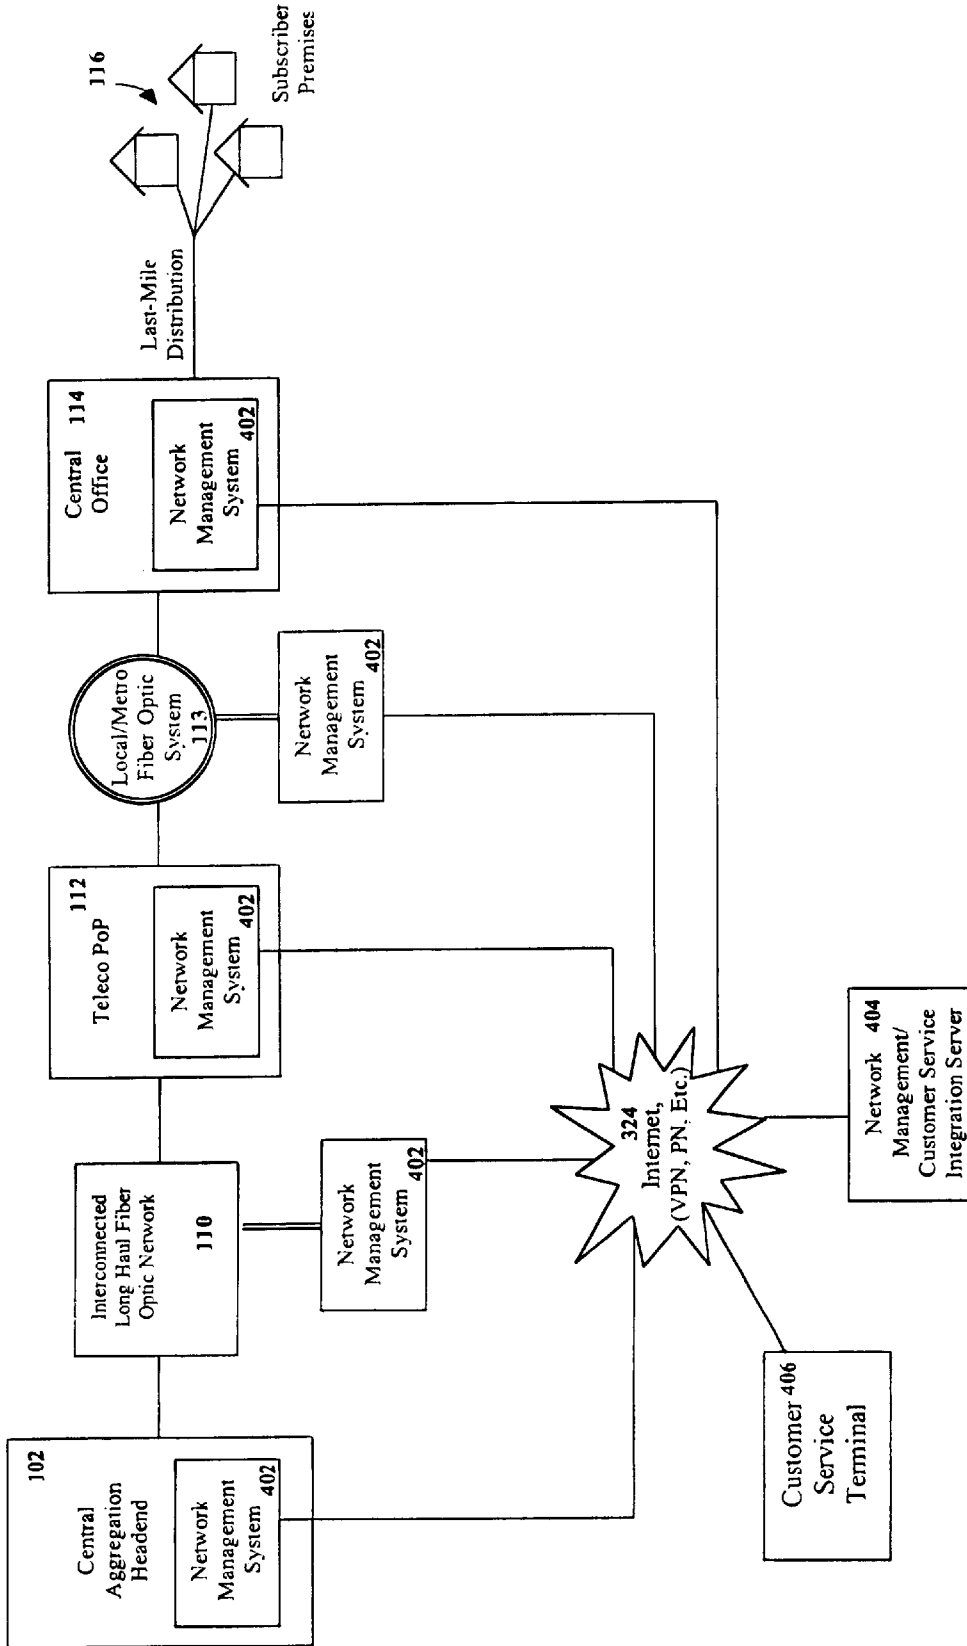 102
Central
Aggregation
Headend
Network
Management
System 402
Interconnected
Long Haul Fiber
Optic Network
110
Network
Management
System 402
112
Teleco PoP
Network
Management
System 402
Local/Metro
Fiber Optic
System
113
Network
Management
System 402
Central 114
Office
Network
Management
System 402
Last-Mile
Distribution
116
Subscriber
Premises
324
Internet,
(VPN, PN, Etc.)
Customer 406
Service
Terminal
Network 404
Management/
Customer Service
Integration Server